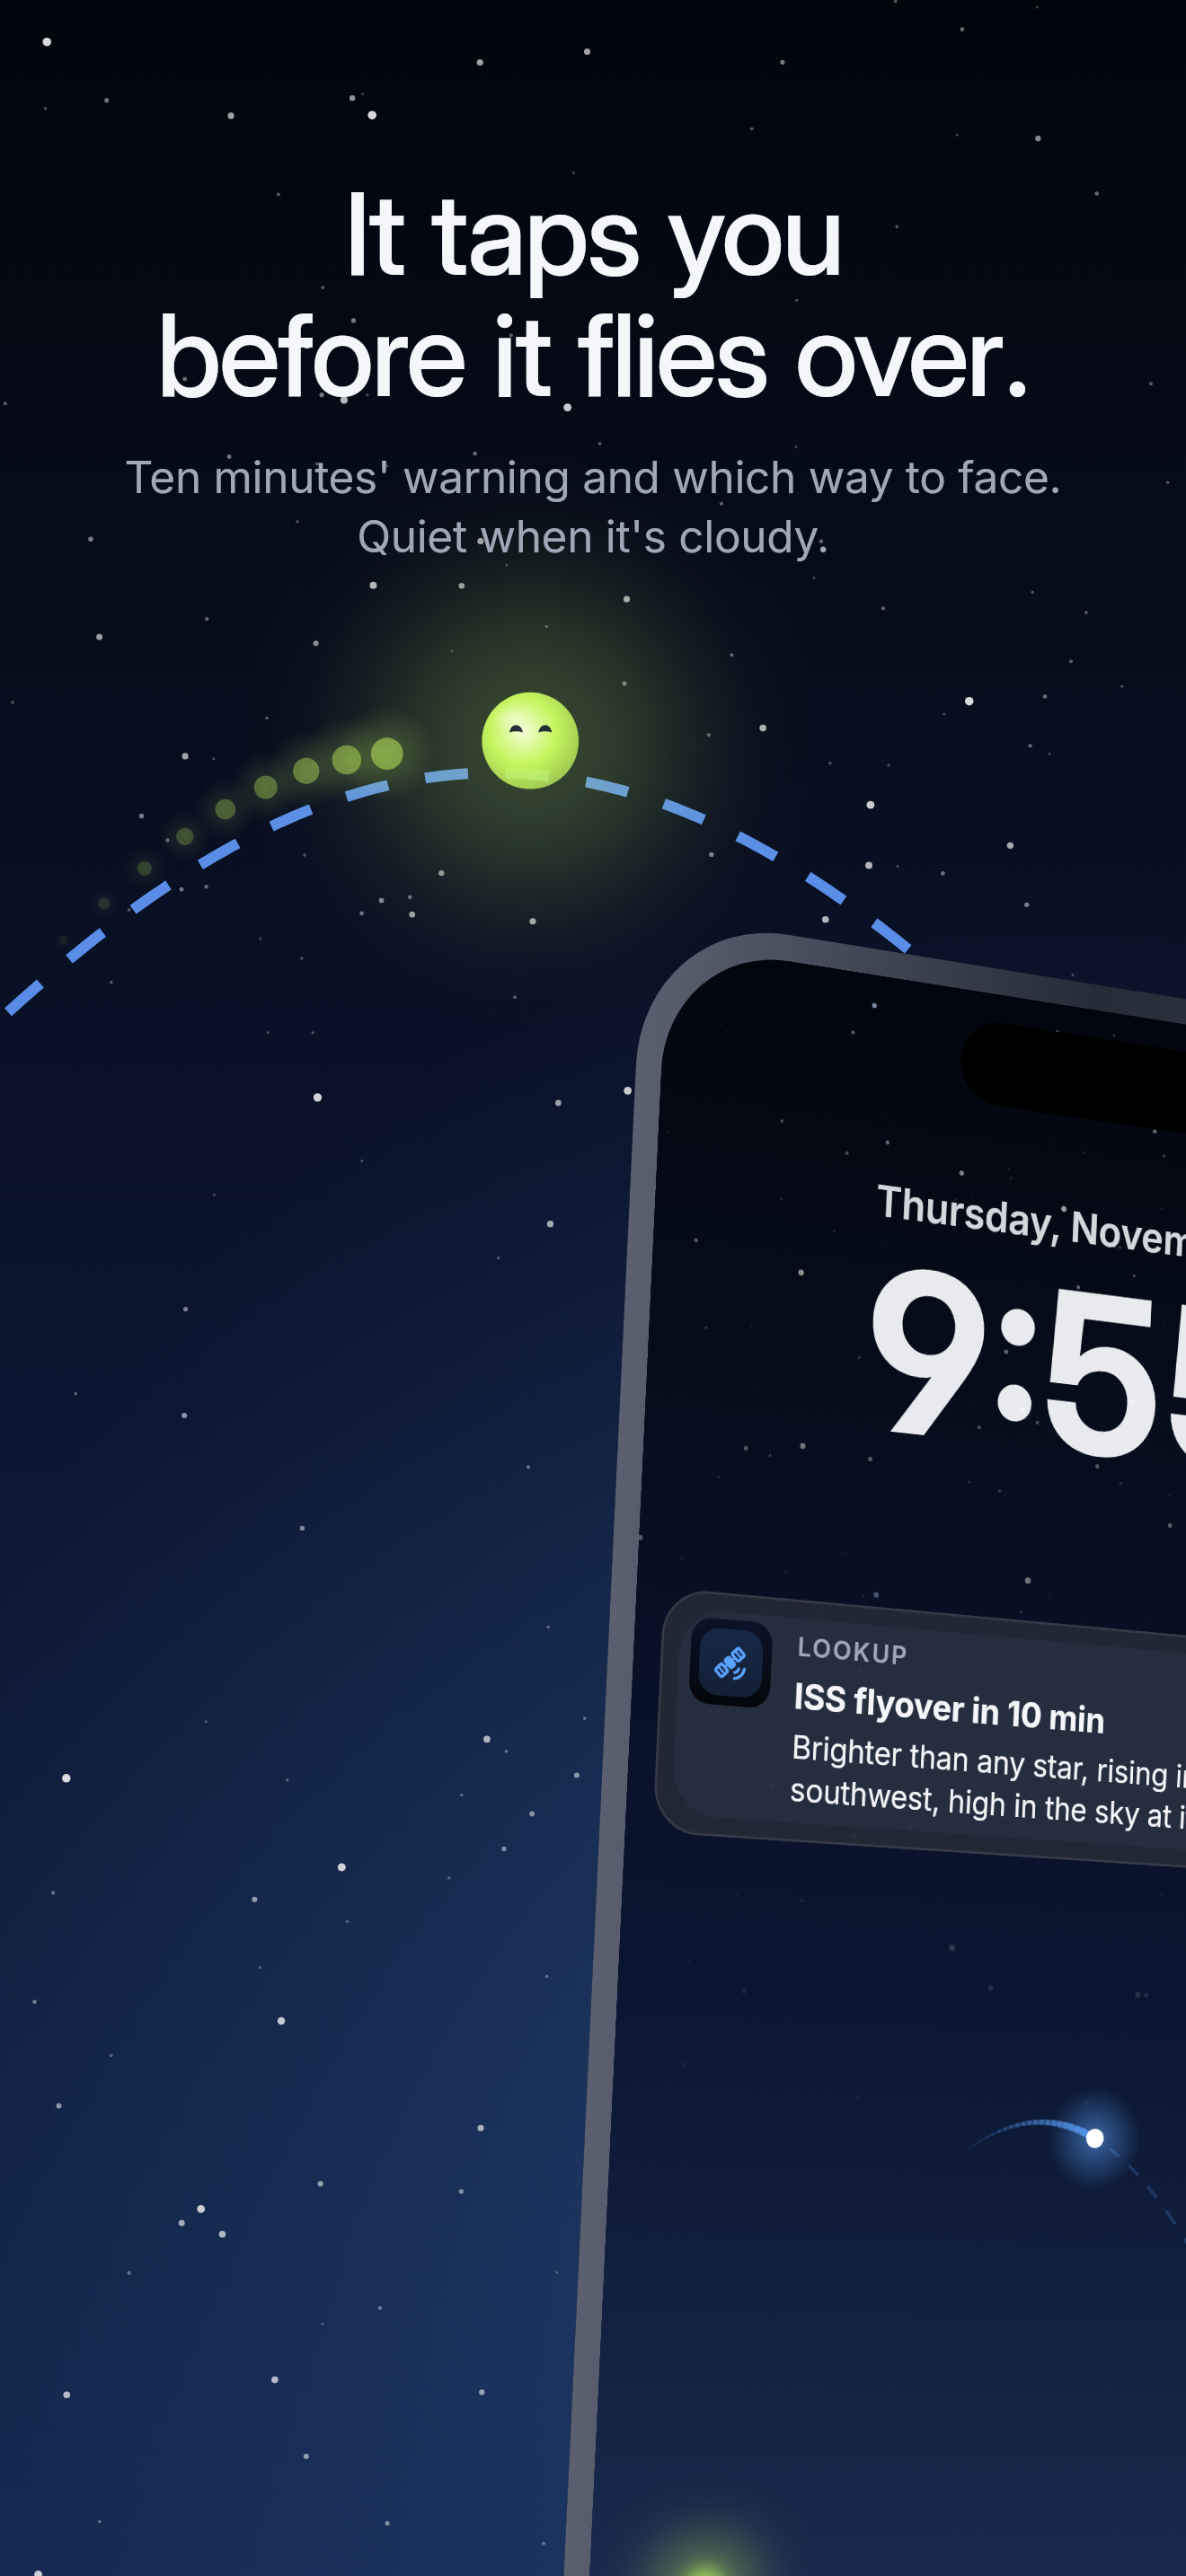 It taps you
before it flies over.
Ten minutes' warning and which way to face.
Quiet when it's cloudy.
Thursday, Novem
9:55
LOOKUP
ISS flyover in 10 min
Brighter than any star, rising i
southwest, high in the sky at i